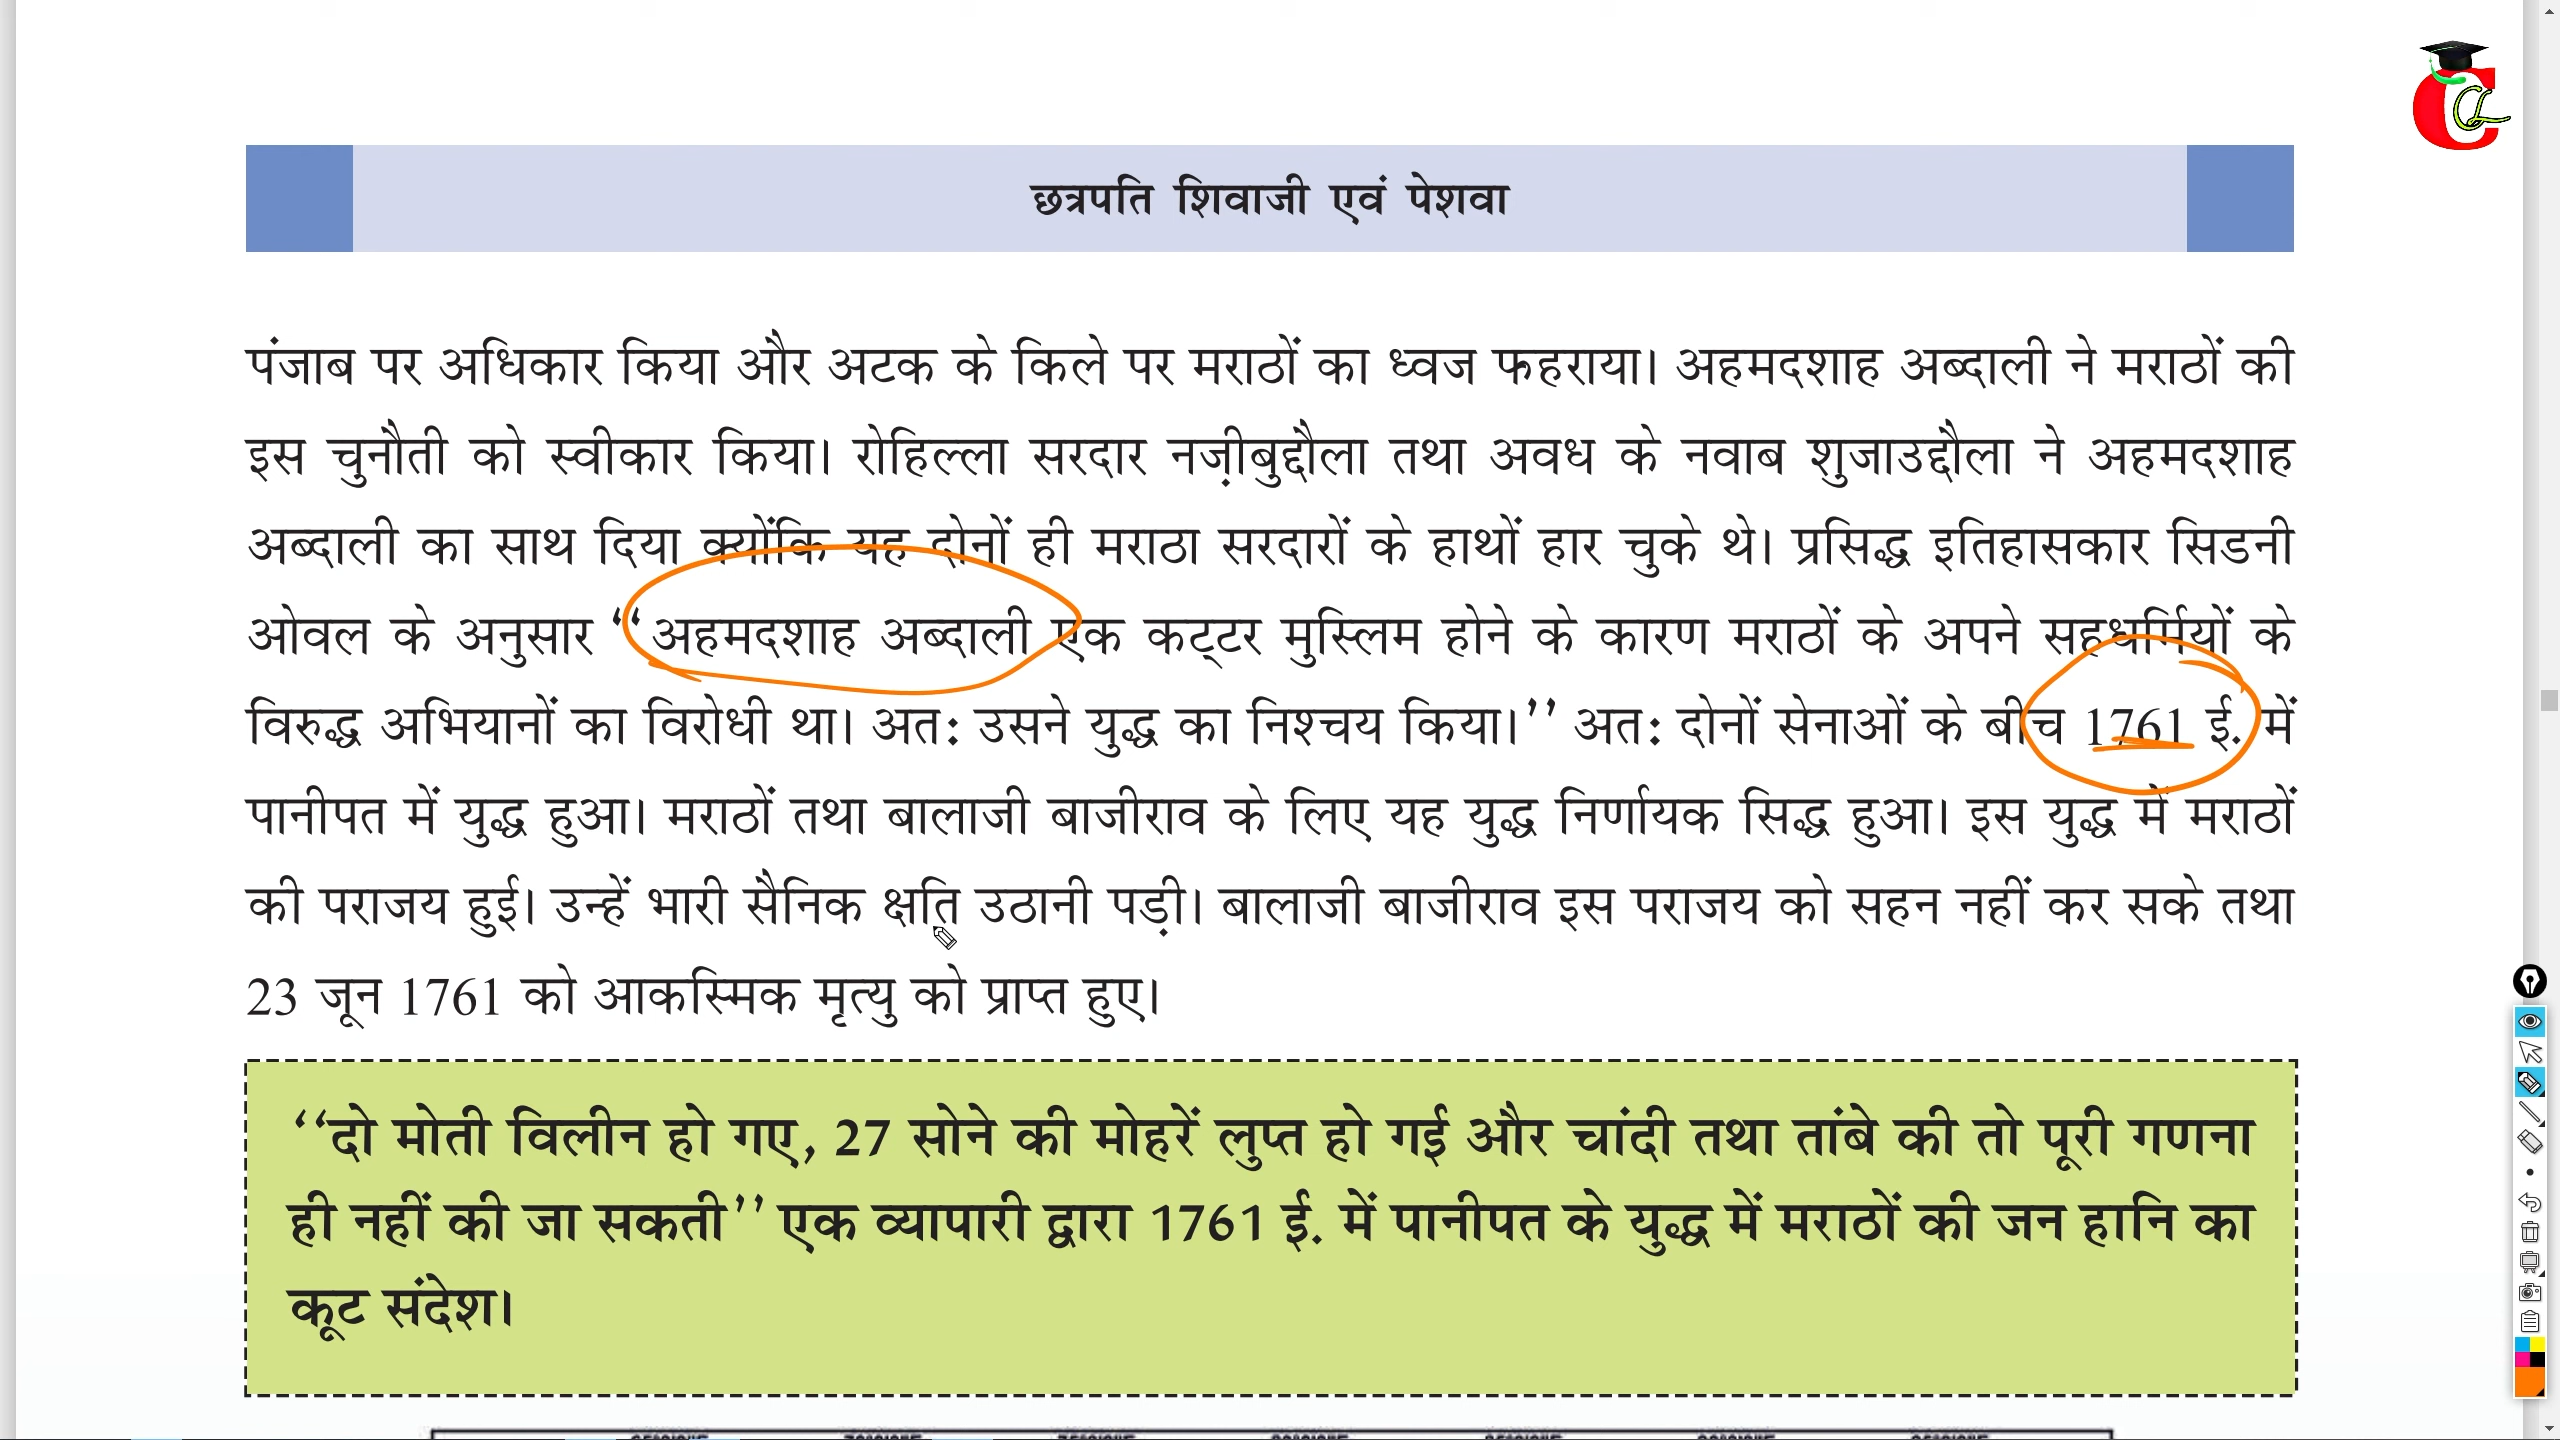 छत्रपति शिवाजी एवं पेशवा
पंजाब पर अधिकार किया और अटक के किले पर मराठों का ध्वज फहराया। अहमदशाह अब्दाली ने मराठों की
इस चुनौती को स्वीकार किया। रोहिल्ला सरदार नज़ीबुद्दौला तथा अवध के नवाब शुजाउद्दौला ने अहमदशाह
अब्दाली का साथ दिया क्योंकि यह दोनों ही मराठा सरदारों के हाथों हार चुके थे। प्रसिद्ध इतिहासकार सिडनी
ओवल के अनुसार ‘‘अहमदशाह अब्दाली एक कट्टर मुस्लिम होने के कारण मराठों के अपने सहधर्मियों के
विरुद्ध अभियानों का विरोधी था। अतः उसने युद्ध का निश्चय किया।’’ अतः दोनों सेनाओं के बीच 1761 ई. में
पानीपत में युद्ध हुआ। मराठों तथा बालाजी बाजीराव के लिए यह युद्ध निर्णायक सिद्ध हुआ। इस युद्ध में मराठों
की पराजय हुई। उन्हें भारी सैनिक क्षति उठानी पड़ी। बालाजी बाजीराव इस पराजय को सहन नहीं कर सके तथा
23 जून 1761 को आकस्मिक मृत्यु को प्राप्त हुए।
‘‘दो मोती विलीन हो गए, 27 सोने की मोहरें लुप्त हो गई और चांदी तथा तांबे की तो पूरी गणना
ही नहीं की जा सकती’’ एक व्यापारी द्वारा 1761 ई. में पानीपत के युद्ध में मराठों की जन हानि का
कूट संदेश।